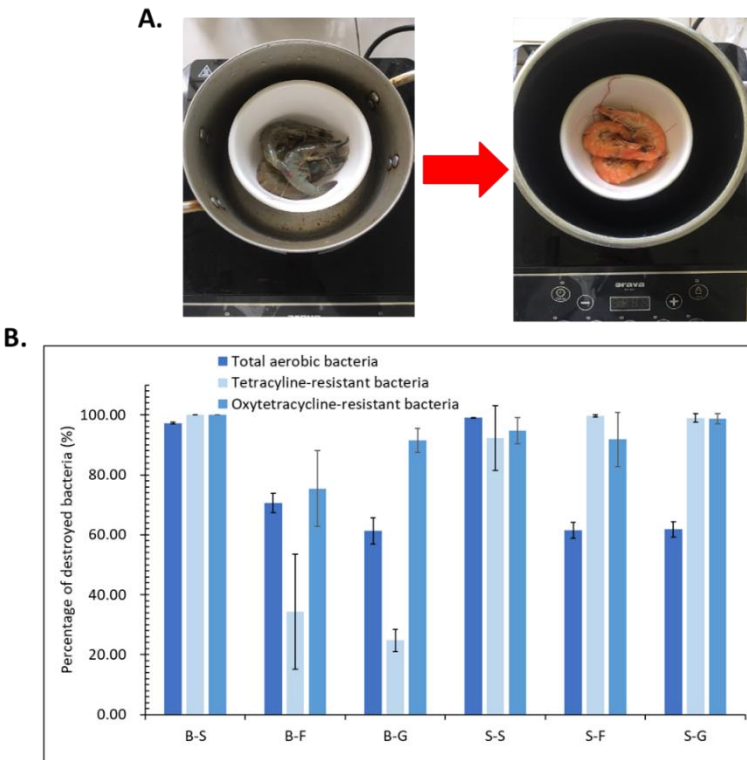 A.
arava
B.
Total aerobic bacteria
Tetracyline-resistant bacteria
Oxytetracycline-resistant bacteria
Percentage of destroyed bacteria (%)
100.00
80.00
60.00
40.00
20.00
0.00
B-S B-F B-G S-S S-F S-G